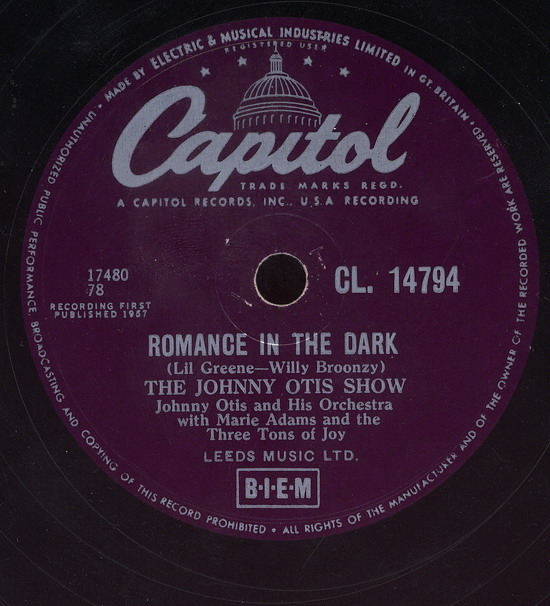 MADE BY ELECTRIC & MUSICAL INDUSTRIES LIMITED IN GT. BRITAIN • ALL RIGHTS OF THE MANUFACTURER AND OF THE OWNER OF THE RECORDED WORK ARE RESERVED
UNAUTHORIZED PUBLIC PERFORMANCE, BROADCASTING AND COPYING OF THIS RECORD PROHIBITED •
REGISTERED USER
Capitol
TRADE MARKS REGD.
A CAPITOL RECORDS, INC., U.S.A RECORDING
17480
78
CL. 14794
RECORDING FIRST
PUBLISHED 1957
ROMANCE IN THE DARK
(Lil Greene—Willy Broonzy)
THE JOHNNY OTIS SHOW
Johnny Otis and His Orchestra
with Marie Adams and the
Three Tons of Joy
LEEDS MUSIC LTD.
B·I·E·M